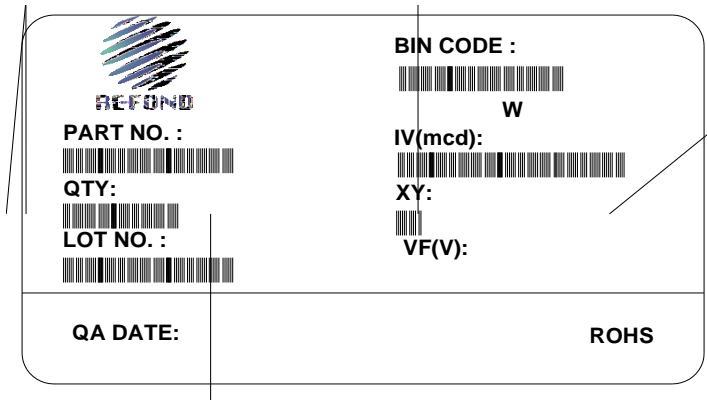 REFOND
PART NO. :
QTY:
LOT NO. :
BIN CODE :
W
IV(mcd):
XY:
VF(V):
QA DATE:
ROHS